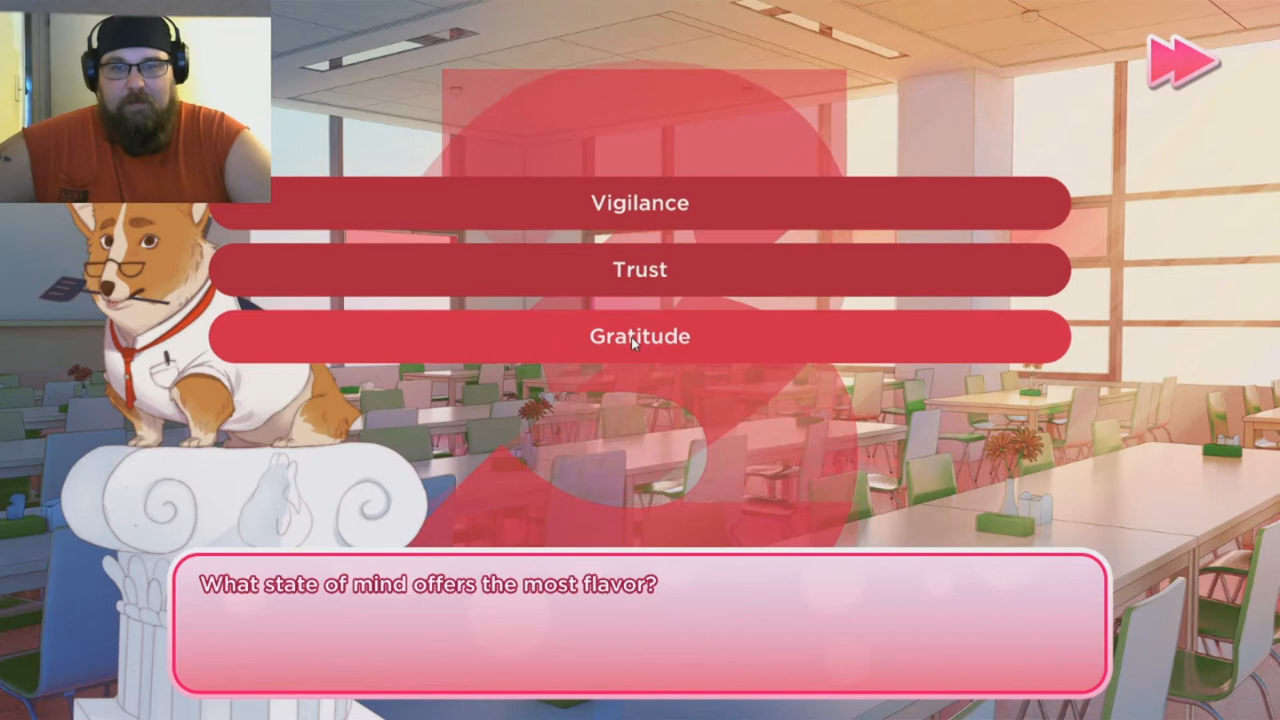 Vigilance
Trust
Gratitude
What state of mind offers the most flavor?